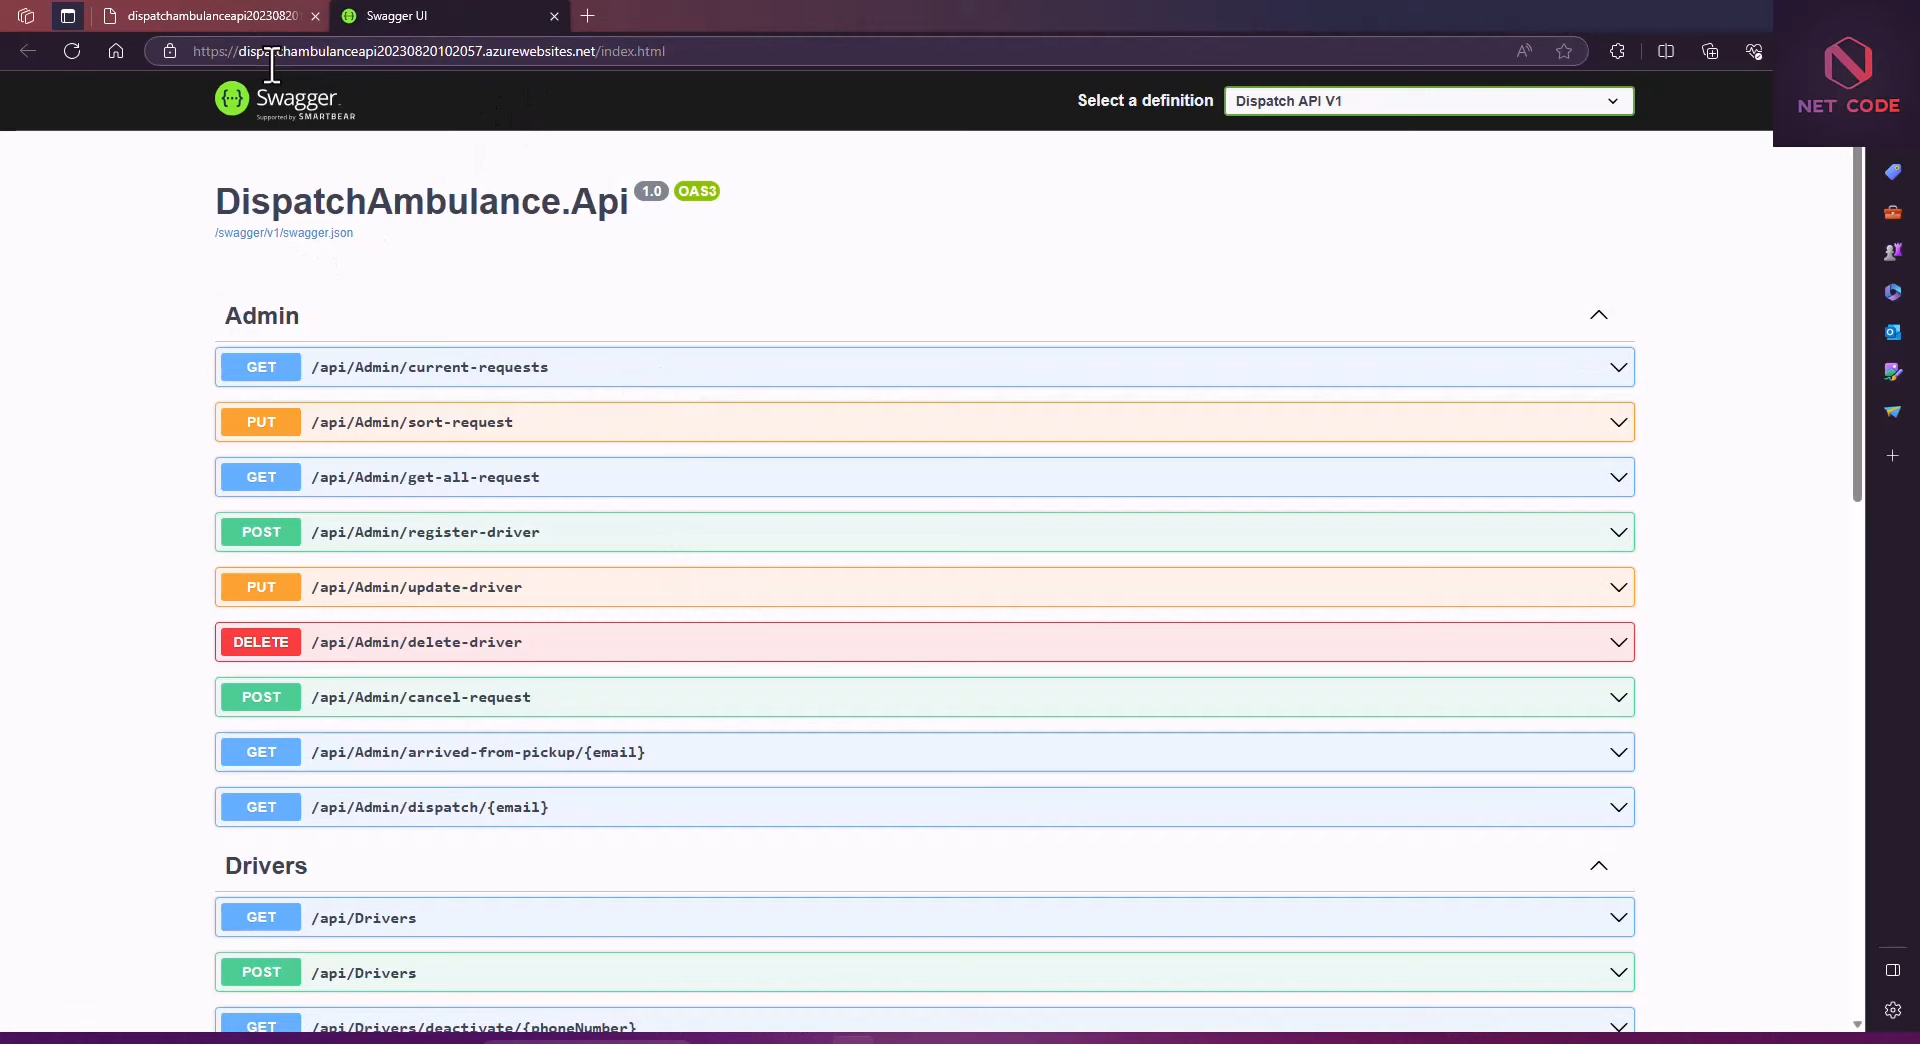 dispatchambulanceapi20230820
Swagger UI
https://dispatchambulanceapi20230820102057.azurewebsites.net/index.html
NET CODE
Swagger
Supported by SMARTBEAR
Select a definition
Dispatch API V1
DispatchAmbulance.Api 1.0 OAS3
/swagger/v1/swagger.json
Admin
GET /api/Admin/current-requests
PUT /api/Admin/sort-request
GET /api/Admin/get-all-request
POST /api/Admin/register-driver
PUT /api/Admin/update-driver
DELETE /api/Admin/delete-driver
POST /api/Admin/cancel-request
GET /api/Admin/arrived-from-pickup/{email}
GET /api/Admin/dispatch/{email}
Drivers
GET /api/Drivers
POST /api/Drivers
GET /api/Drivers/deactivate/{phoneNumber}